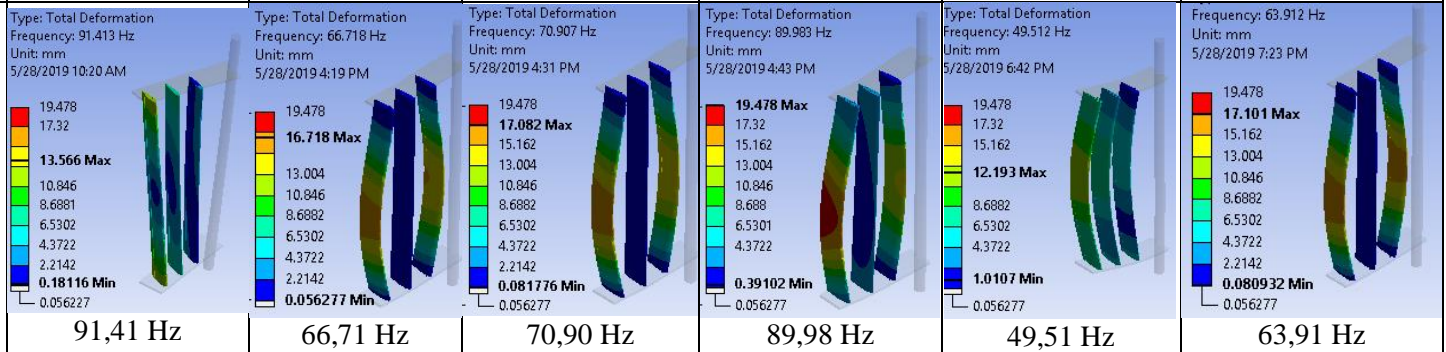 Type: Total Deformation
Frequency: 91.413 Hz
Unit: mm
5/28/2019 10:20 AM
19.478
17.32
13.566 Max
10.846
8.6881
6.5302
4.3722
2.2142
0.18116 Min
0.056227
91,41 Hz
Type: Total Deformation
Frequency: 66.718 Hz
Unit: mm
5/28/2019 4:19 PM
19.478
16.718 Max
13.004
10.846
8.6882
6.5302
4.3722
2.2142
0.056277 Min
66,71 Hz
Type: Total Deformation
Frequency: 70.907 Hz
Unit: mm
5/28/2019 4:31 PM
19.478
17.082 Max
15.162
13.004
10.846
8.6882
6.5302
4.3722
2.2142
0.081776 Min
0.056277
70,90 Hz
Type: Total Deformation
Frequency: 89.983 Hz
Unit: mm
5/28/2019 4:43 PM
19.478 Max
17.32
15.162
13.004
10.846
8.688
6.5301
4.3722
0.39102 Min
0.056277
89,98 Hz
Type: Total Deformation
Frequency: 49.512 Hz
Unit: mm
5/28/2019 6:42 PM
19.478
17.32
15.162
12.193 Max
8.6882
6.5302
4.3722
1.0107 Min
0.056277
49,51 Hz
Frequency: 63.912 Hz
Unit: mm
5/28/2019 7:23 PM
19.478
17.101 Max
15.162
13.004
10.846
8.6882
6.5302
4.3722
2.2142
0.080932 Min
0.056277
63,91 Hz